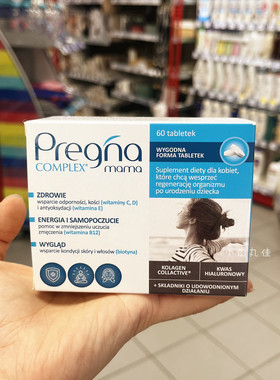 Pregna
COMPLEX®
mama
60 tabletek
WYGODNA
FORMA TABLETEK
Suplement diety dla kobiet,
które chcą wesprzeć
regenerację organizmu
po urodzeniu dziecka
ZDROWIE
wsparcie odporności, kości (witaminy C, D)
i antyoksydacji (witamina E)
ENERGIA I SAMOPOCZUCIE
pomoc w zmniejszeniu uczucia
zmęczenia (witamina B12)
WYGLĄD
wsparcie kondycji skóry i włosów (biotyna)
KOLAGEN
COLLACTIVE®
KWAS
HIALURONOWY
+ SKŁADNIKI O UDOWODNIONYM
DZIAŁANIU
丸佳